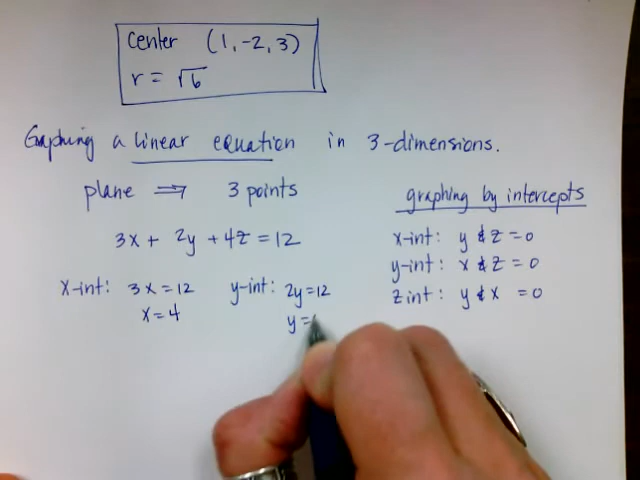 center (1,-2,3)
r = √6
Graphing a linear equation in 3-dimensions.
plane ⇒ 3 points
graphing by intercepts
3x + 2y + 4z = 12
x-int: y & z = 0
y-int: x & z = 0
z int: y & x = 0
x-int: 3x = 12
x = 4
y-int: 2y = 12
y =